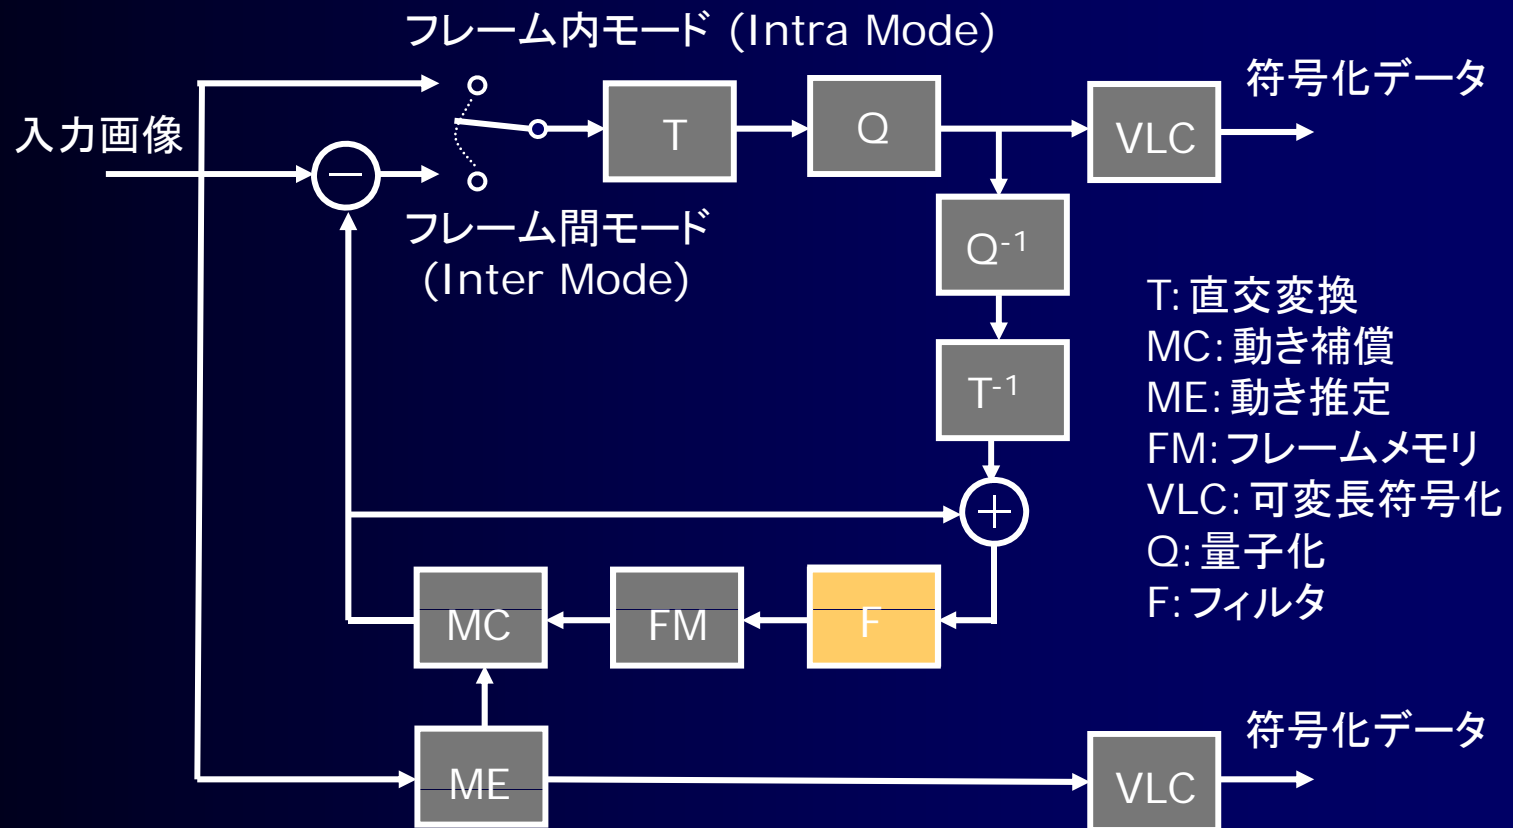 フレーム内モード (Intra Mode)
符号化データ
入力画像
T
Q
VLC
フレーム間モード
(Inter Mode)
Q-1
T-1
T:直交変換
MC:動き補償
ME:動き推定
FM:フレームメモリ
VLC:可変長符号化
Q:量子化
F:フィルタ
MC
FM
F
ME
VLC
符号化データ